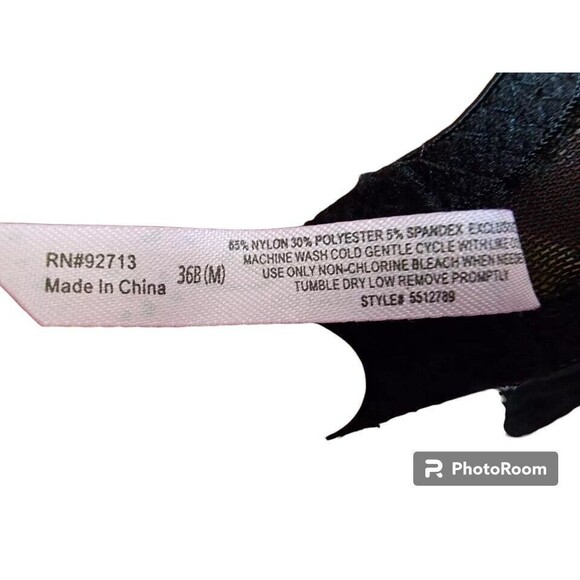 RN#92713
Made In China
36B (M)
65% NYLON 30% POLYESTER 5% SPANDEX
MACHINE WASH COLD GENTLE CYCLE WITH LIKE
USE ONLY NON-CHLORINE BLEACH WHEN
TUMBLE DRY LOW REMOVE PROMPTLY
STYLE# 5512789
PhotoRoom